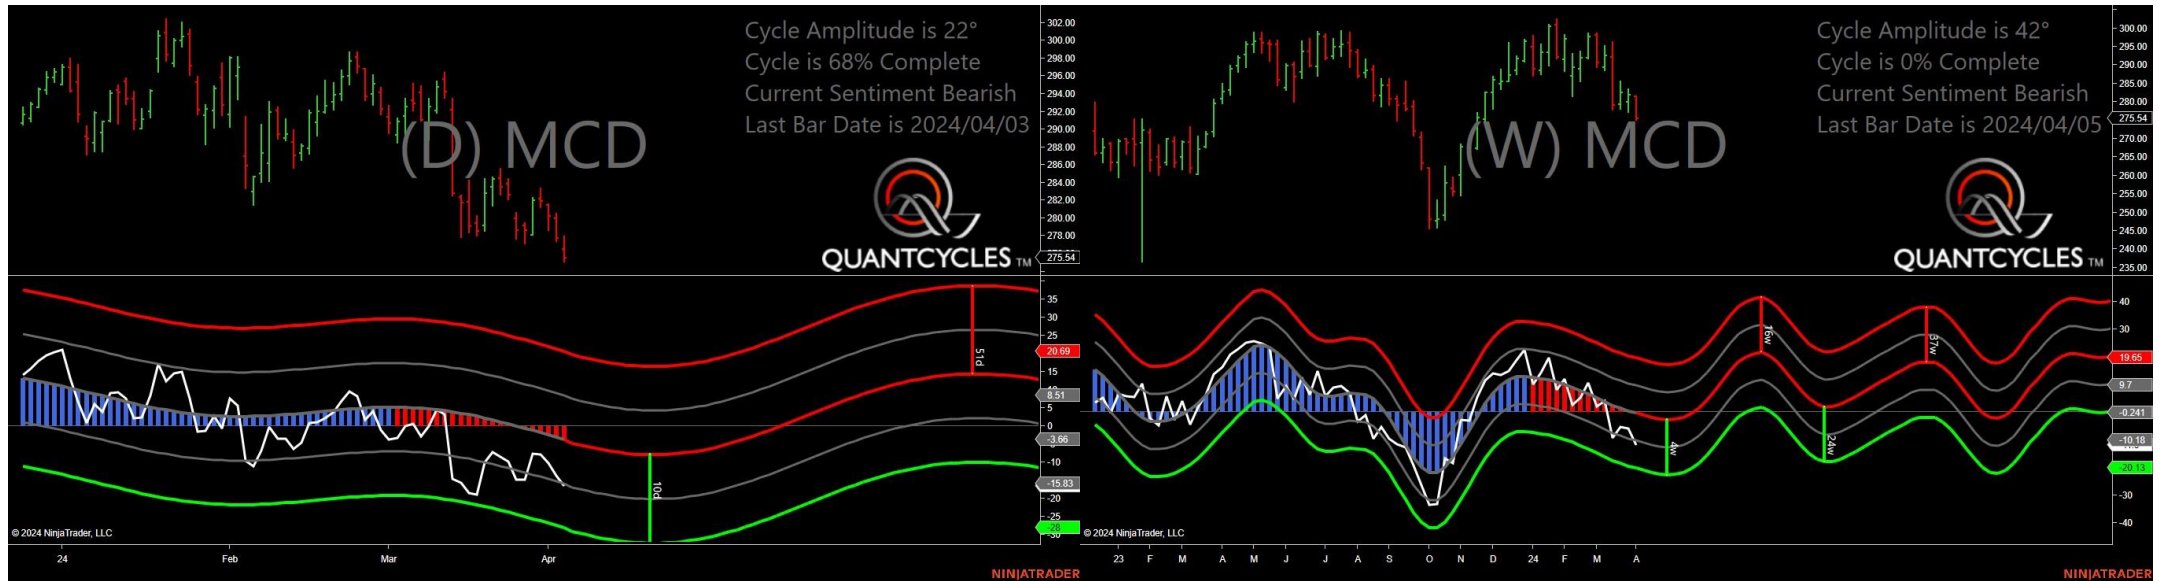 Cycle Amplitude is 22°
Cycle is 68% Complete
Current Sentiment Bearish
Last Bar Date is 2024/04/03
(D) MCD
QUANTCYCLES TM
302.00
300.00
298.00
296.00
294.00
292.00
290.00
288.00
286.00
284.00
282.00
280.00
278.00
275.54
35
30
25
20.69
15
8.51
5
0
-3.66
-10
-15.83
-20
-25
-28
-30
51d
10d
© 2024 NinjaTrader, LLC
24 Feb Mar Apr
NINJATRADER
Cycle Amplitude is 42°
Cycle is 0% Complete
Current Sentiment Bearish
Last Bar Date is 2024/04/05
(W) MCD
QUANTCYCLES TM
300.00
295.00
290.00
285.00
280.00
275.54
270.00
265.00
260.00
255.00
250.00
245.00
240.00
235.00
40
30
19.65
9.7
-0.241
-10.18
-20.13
-30
-40
16w
37w
4w
24w
© 2024 NinjaTrader, LLC
23 F M A M J J A S O N D 24 F M A
NINJATRADER